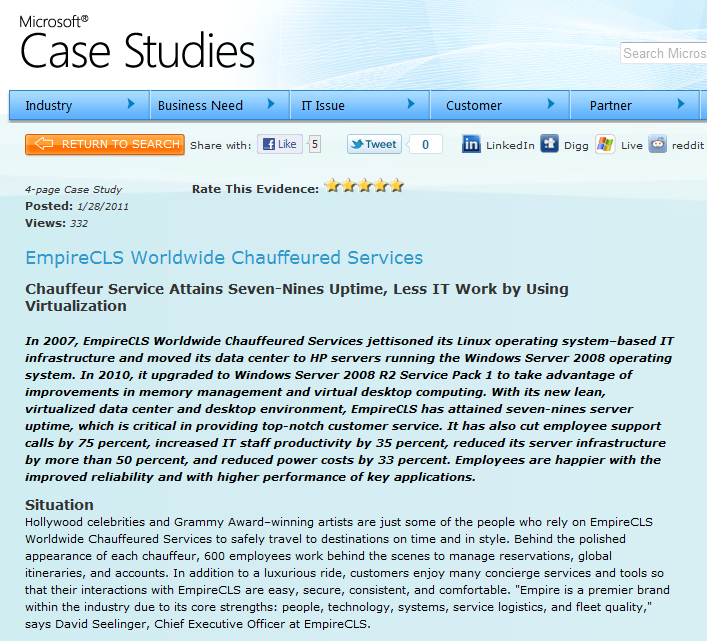 Microsoft®
Case Studies
Search Micros
Industry
Business Need
IT Issue
Customer
Partner
RETURN TO SEARCH
Share with:
Like
5
Tweet
0
LinkedIn
Digg
Live
reddit
4-page Case Study
Rate This Evidence:
Posted: 1/28/2011
Views: 332
EmpireCLS Worldwide Chauffeured Services
Chauffeur Service Attains Seven-Nines Uptime, Less IT Work by Using
Virtualization
In 2007, EmpireCLS Worldwide Chauffeured Services jettisoned its Linux operating system–based IT
infrastructure and moved its data center to HP servers running the Windows Server 2008 operating
system. In 2010, it upgraded to Windows Server 2008 R2 Service Pack 1 to take advantage of
improvements in memory management and virtual desktop computing. With its new lean,
virtualized data center and desktop environment, EmpireCLS has attained seven-nines server
uptime, which is critical in providing top-notch customer service. It has also cut employee support
calls by 75 percent, increased IT staff productivity by 35 percent, reduced its server infrastructure
by more than 50 percent, and reduced power costs by 33 percent. Employees are happier with the
improved reliability and with higher performance of key applications.
Situation
Hollywood celebrities and Grammy Award–winning artists are just some of the people who rely on EmpireCLS
Worldwide Chauffeured Services to safely travel to destinations on time and in style. Behind the polished
appearance of each chauffeur, 600 employees work behind the scenes to manage reservations, global
itineraries, and accounts. In addition to a luxurious ride, customers enjoy many concierge services and tools so
that their interactions with EmpireCLS are easy, secure, consistent, and comfortable. "Empire is a premier brand
within the industry due to its core strengths: people, technology, systems, service logistics, and fleet quality,"
says David Seelinger, Chief Executive Officer at EmpireCLS.